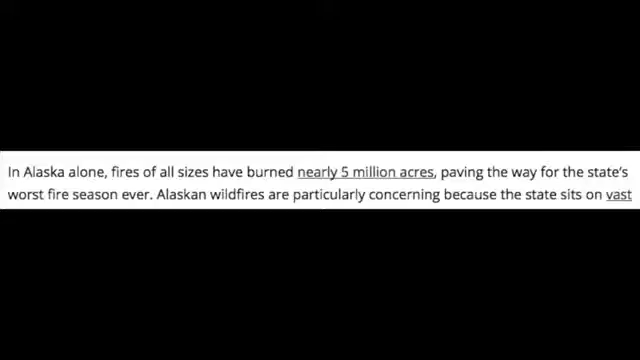 In Alaska alone, fires of all sizes have burned nearly 5 million acres, paving the way for the state's
worst fire season ever. Alaskan wildfires are particularly concerning because the state sits on vast